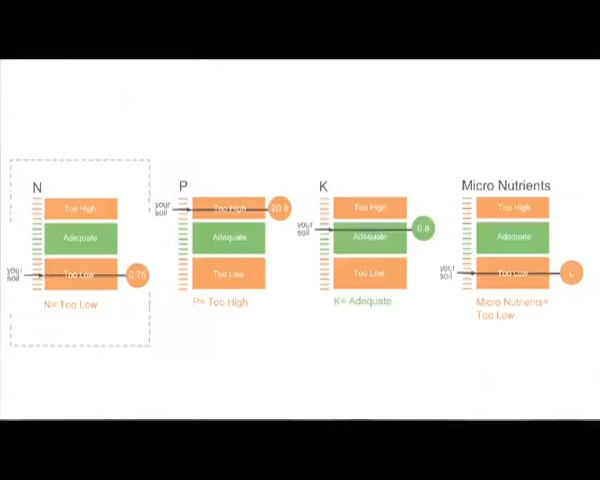 N
Too High
Adequate
your
soil
Too Low
0.75
N= Too Low
P
your
soil
Too High
20.9
Adequate
Too Low
P= Too High
K
Too High
your
soil
0.8
Adequate
Too Low
K= Adequate
Micro Nutrients
Too High
Adequate
your
soil
Too Low
L
Micro Nutrients=
Too Low